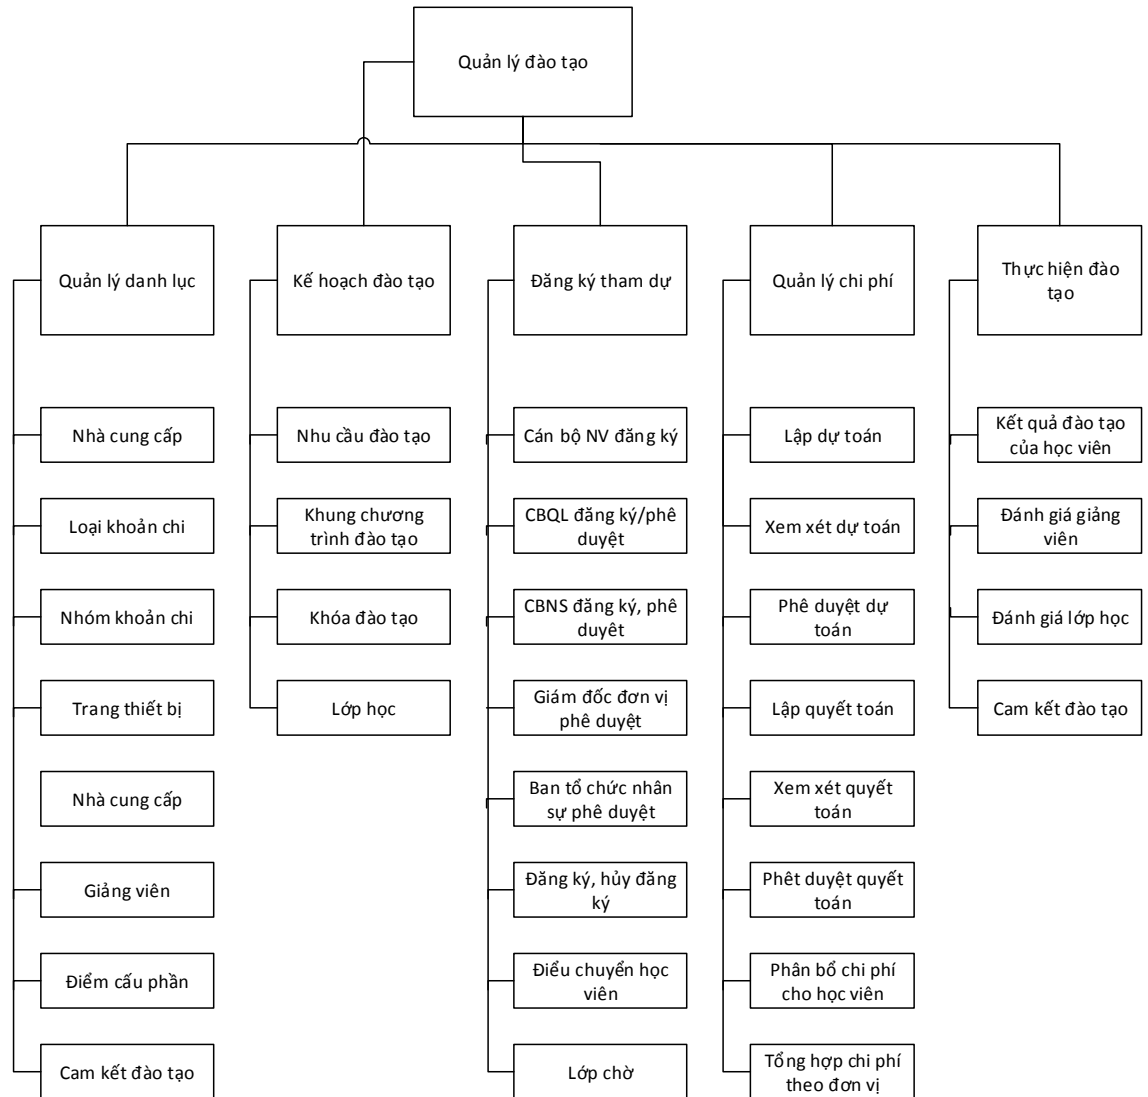 Quản lý đào tạo
Quản lý danh lục
Kế hoạch đào tạo
Đăng ký tham dự
Quản lý chi phí
Thực hiện đào
tạo
Nhà cung cấp
Loại khoản chi
Nhóm khoản chi
Trang thiết bị
Nhà cung cấp
Giảng viên
Điểm cấu phần
Cam kết đào tạo
Nhu cầu đào tạo
Khung chương
trình đào tạo
Khóa đào tạo
Lớp học
Cán bộ NV đăng ký
CBQL đăng ký/phê
duyệt
CBNS đăng ký, phê
duyêt
Giám đốc đơn vị
phê duyệt
Ban tổ chức nhân
sự phê duyệt
Đăng ký, hủy đăng
ký
Điểu chuyển học
viên
Lớp chờ
Lập dự toán
Xem xét dự toán
Phê duyệt dự
toán
Lập quyết toán
Xem xét quyết
toán
Phêt duyệt quyết
toán
Phân bổ chi phí
cho học viên
Tổng hợp chi phí
theo đơn vị
Kết quả đào tạo
của học viên
Đánh giá giảng
viên
Đánh giá lớp học
Cam kết đào tạo